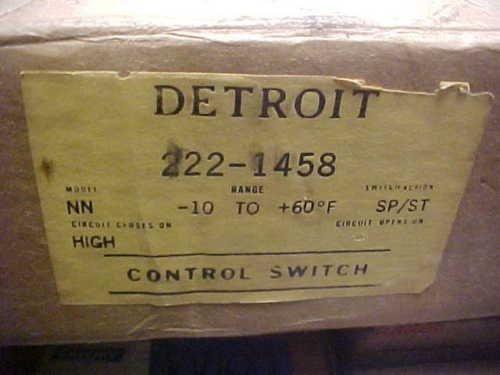 DETROIT
222-1458
MODEL RANGE SWITCH ACTION
NN -10 TO +60°F SP/ST
CIRCUIT CLOSES ON CIRCUIT OPENS ON
HIGH
CONTROL SWITCH